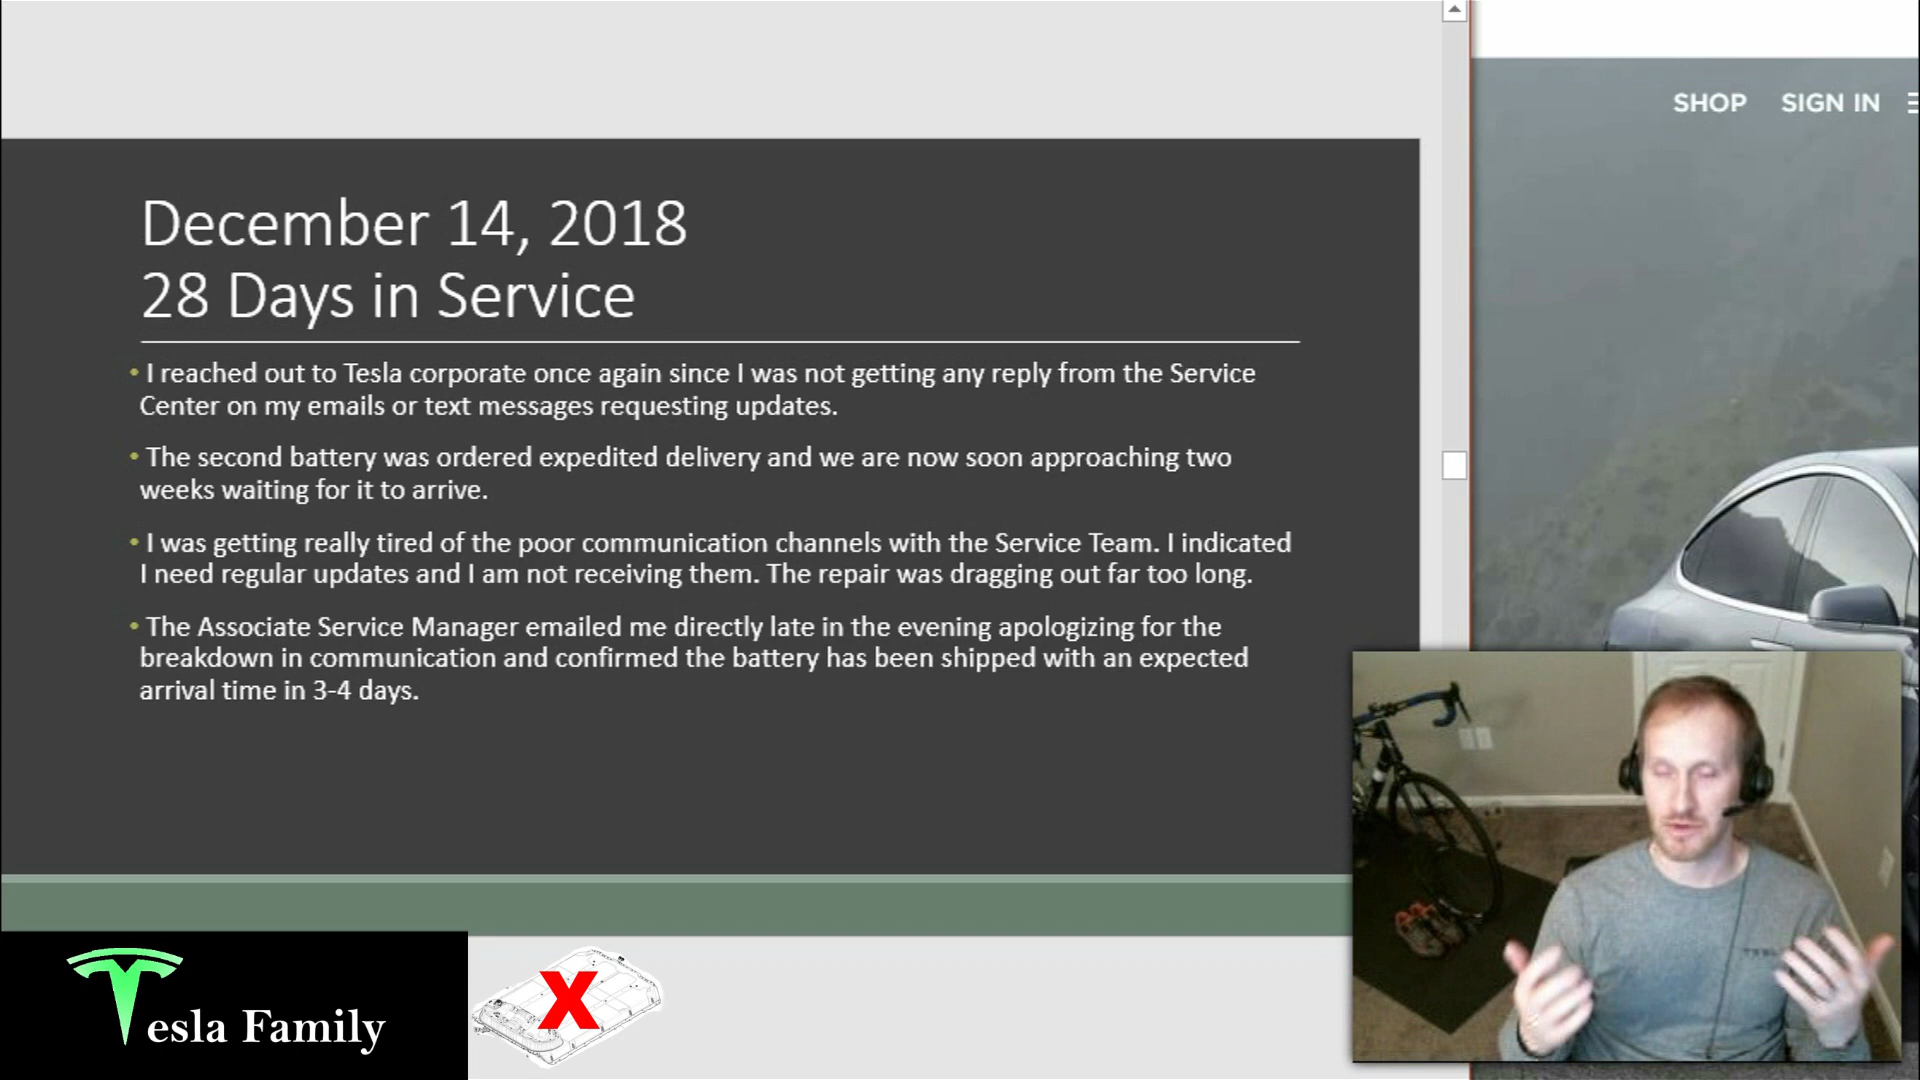 SHOP SIGN IN
December 14, 2018
28 Days in Service
• I reached out to Tesla corporate once again since I was not getting any reply from the Service
Center on my emails or text messages requesting updates.
• The second battery was ordered expedited delivery and we are now soon approaching two
weeks waiting for it to arrive.
• I was getting really tired of the poor communication channels with the Service Team. I indicated
I need regular updates and I am not receiving them. The repair was dragging out far too long.
• The Associate Service Manager emailed me directly late in the evening apologizing for the
breakdown in communication and confirmed the battery has been shipped with an expected
arrival time in 3-4 days.
Tesla Family
X